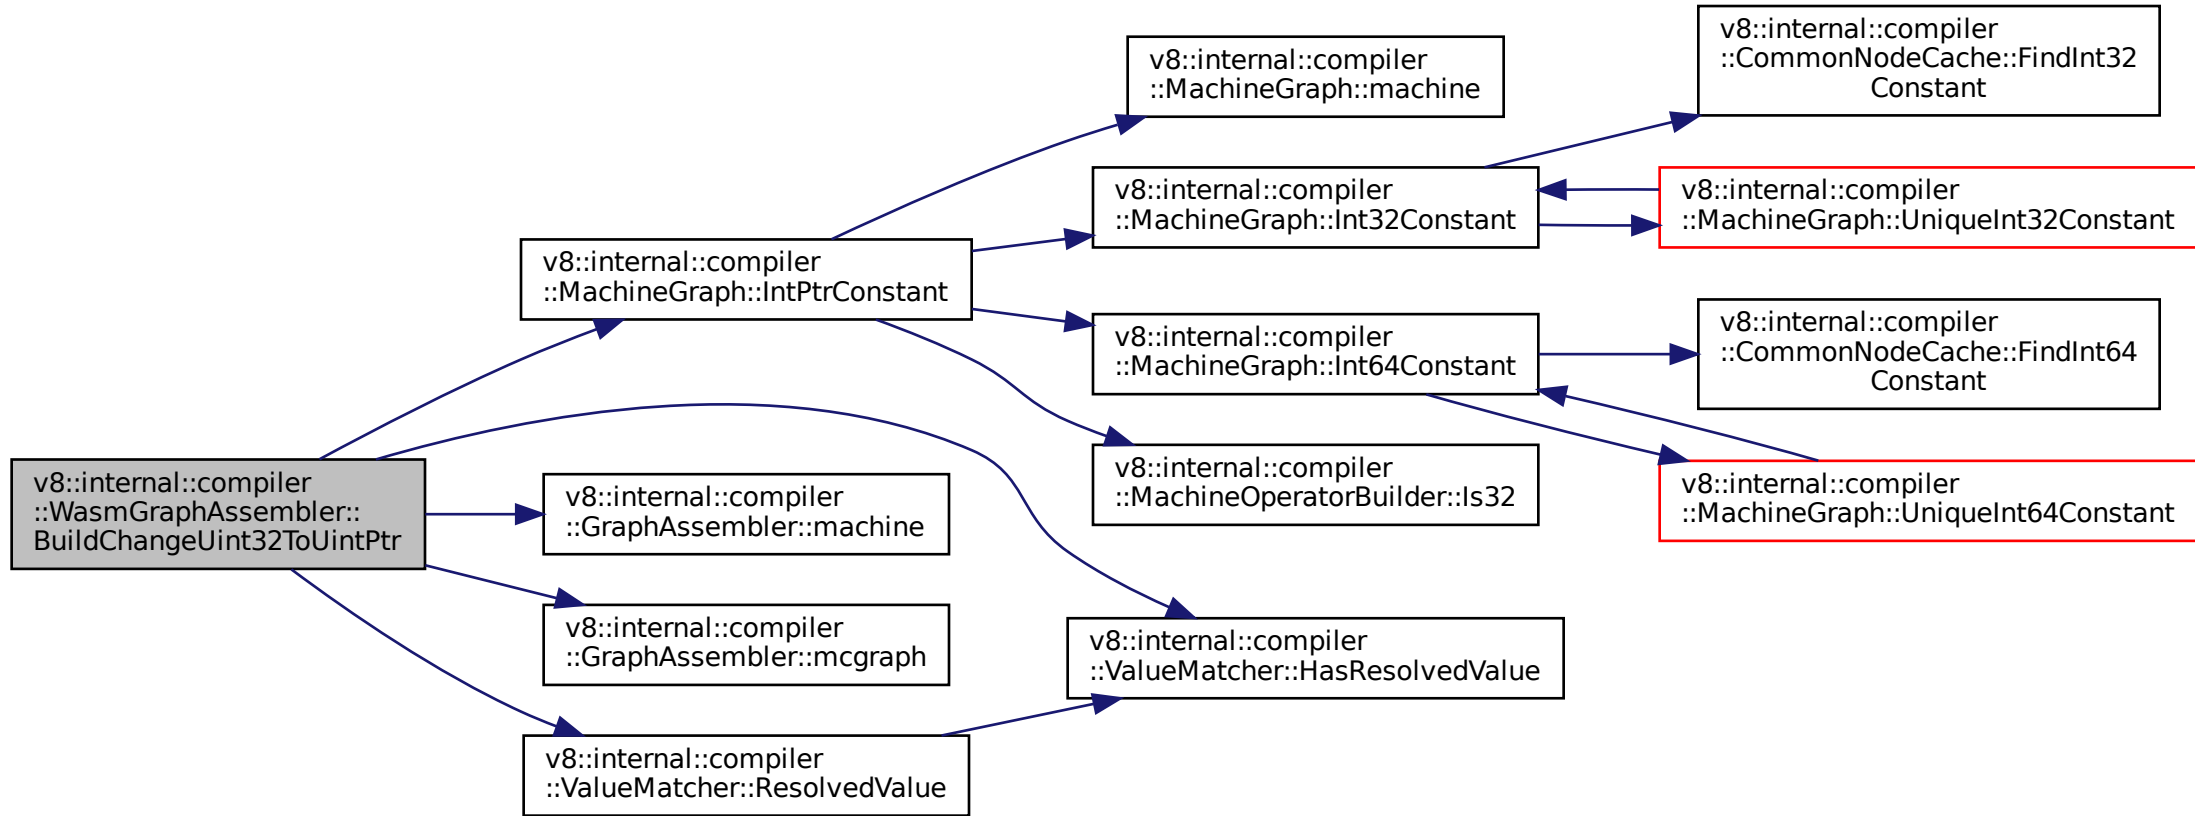 v8::internal::compiler
::WasmGraphAssembler::
BuildChangeUint32ToUintPtr
v8::internal::compiler
::MachineGraph::IntPtrConstant
v8::internal::compiler
::GraphAssembler::machine
v8::internal::compiler
::GraphAssembler::mcgraph
v8::internal::compiler
::ValueMatcher::ResolvedValue
v8::internal::compiler
::MachineGraph::machine
v8::internal::compiler
::MachineGraph::Int32Constant
v8::internal::compiler
::MachineGraph::Int64Constant
v8::internal::compiler
::MachineOperatorBuilder::Is32
v8::internal::compiler
::ValueMatcher::HasResolvedValue
v8::internal::compiler
::CommonNodeCache::FindInt32
Constant
v8::internal::compiler
::MachineGraph::UniqueInt32Constant
v8::internal::compiler
::CommonNodeCache::FindInt64
Constant
v8::internal::compiler
::MachineGraph::UniqueInt64Constant